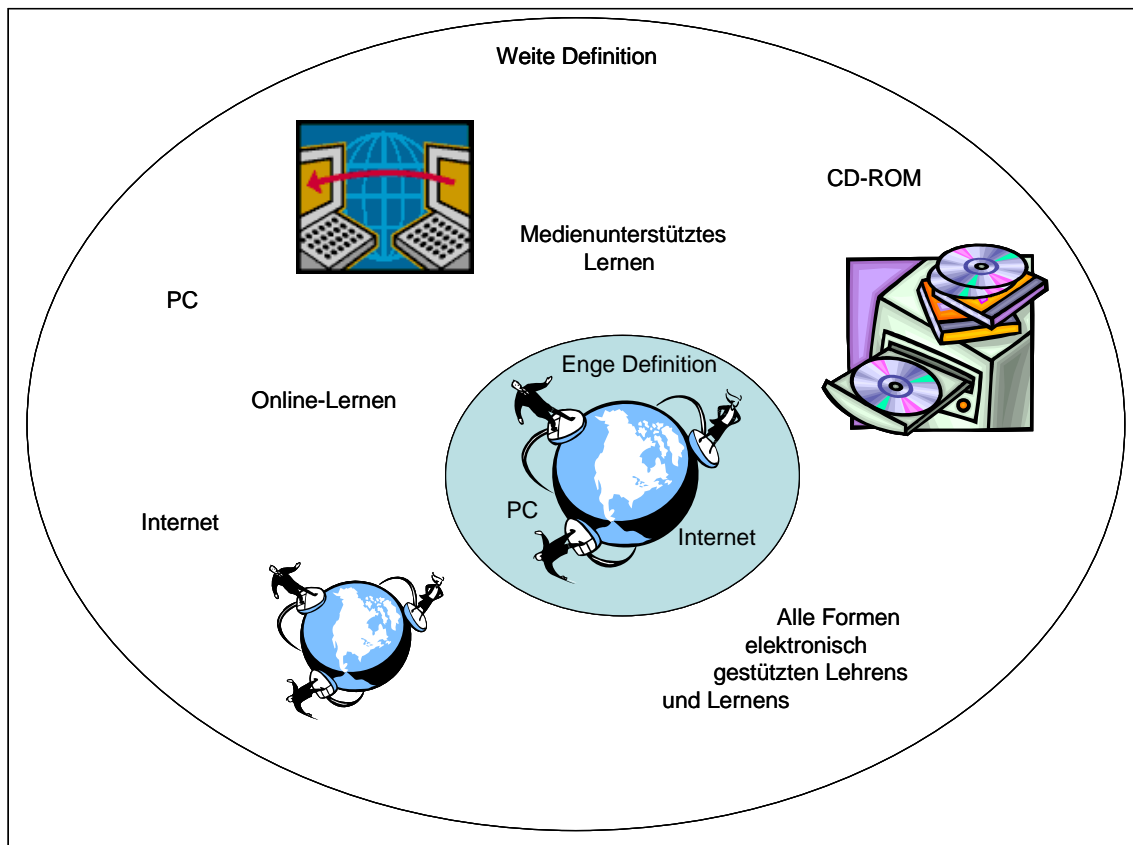 Weite Definition
CD-ROM
Medienunterstütztes
Lernen
PC
Enge Definition
Online-Lernen
PC
Internet
Internet
Alle Formen
elektronisch
gestützten Lehrens
und Lernens